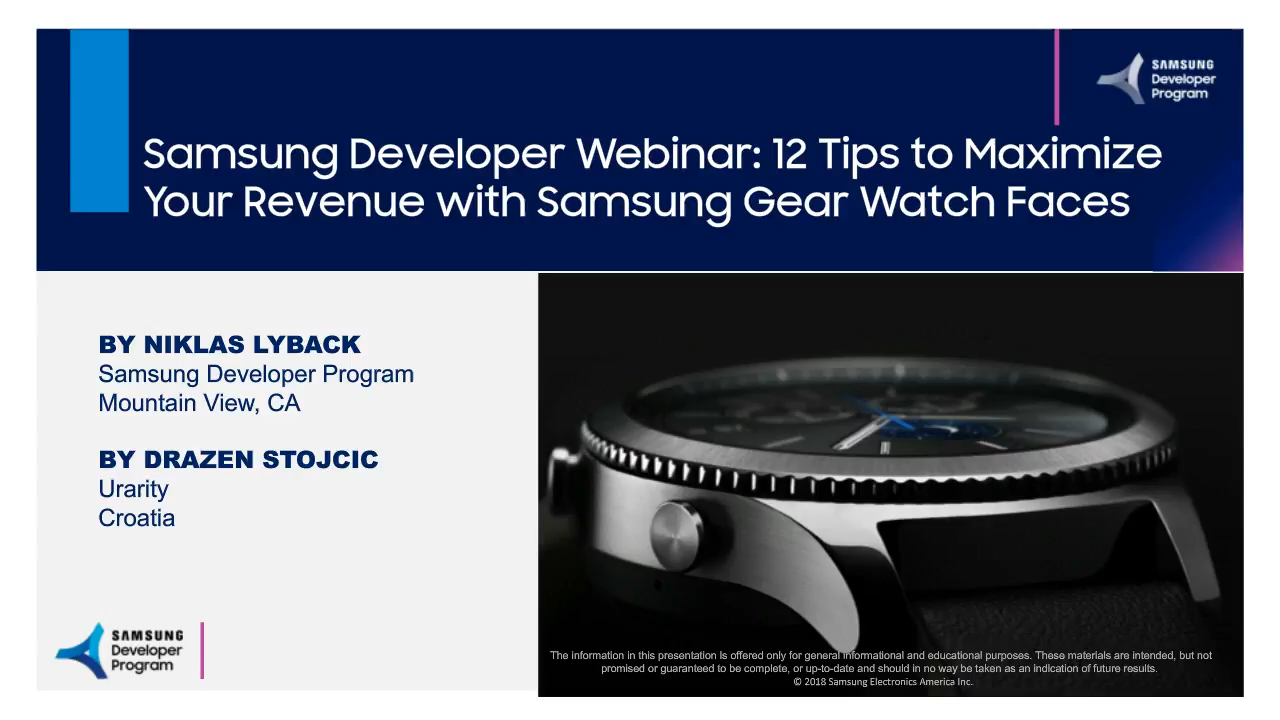 SAMSUNG
Developer
Program
Samsung Developer Webinar: 12 Tips to Maximize
Your Revenue with Samsung Gear Watch Faces
BY NIKLAS LYBACK
Samsung Developer Program
Mountain View, CA
BY DRAZEN STOJCIC
Urarity
Croatia
SAMSUNG
Developer
Program
The information in this presentation is offered only for general informational and educational purposes. These materials are intended, but not
promised or guaranteed to be complete, or up-to-date and should in no way be taken as an indication of future results.
© 2018 Samsung Electronics America Inc.